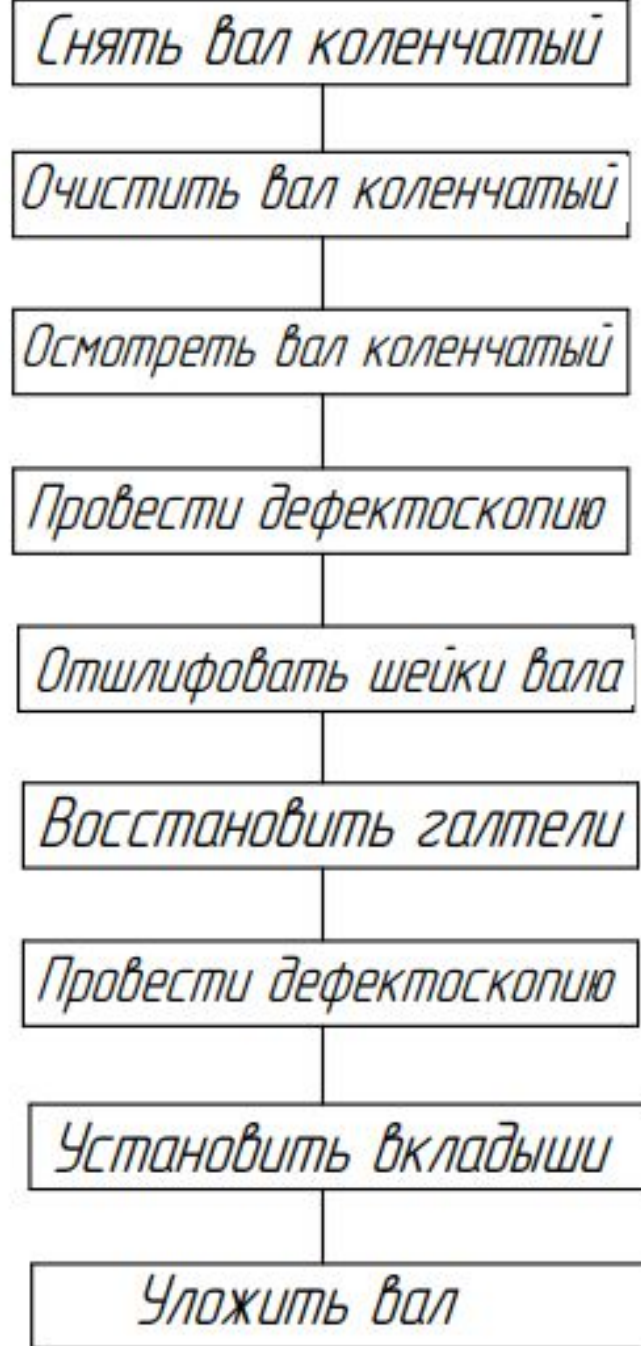 Снять вал коленчатый
Очистить вал коленчатый
Осмотреть вал коленчатый
Провести дефектоскопию
Отшлифовать шейки вала
Восстановить галтели
Провести дефектоскопию
Установить вкладыши
Уложить вал